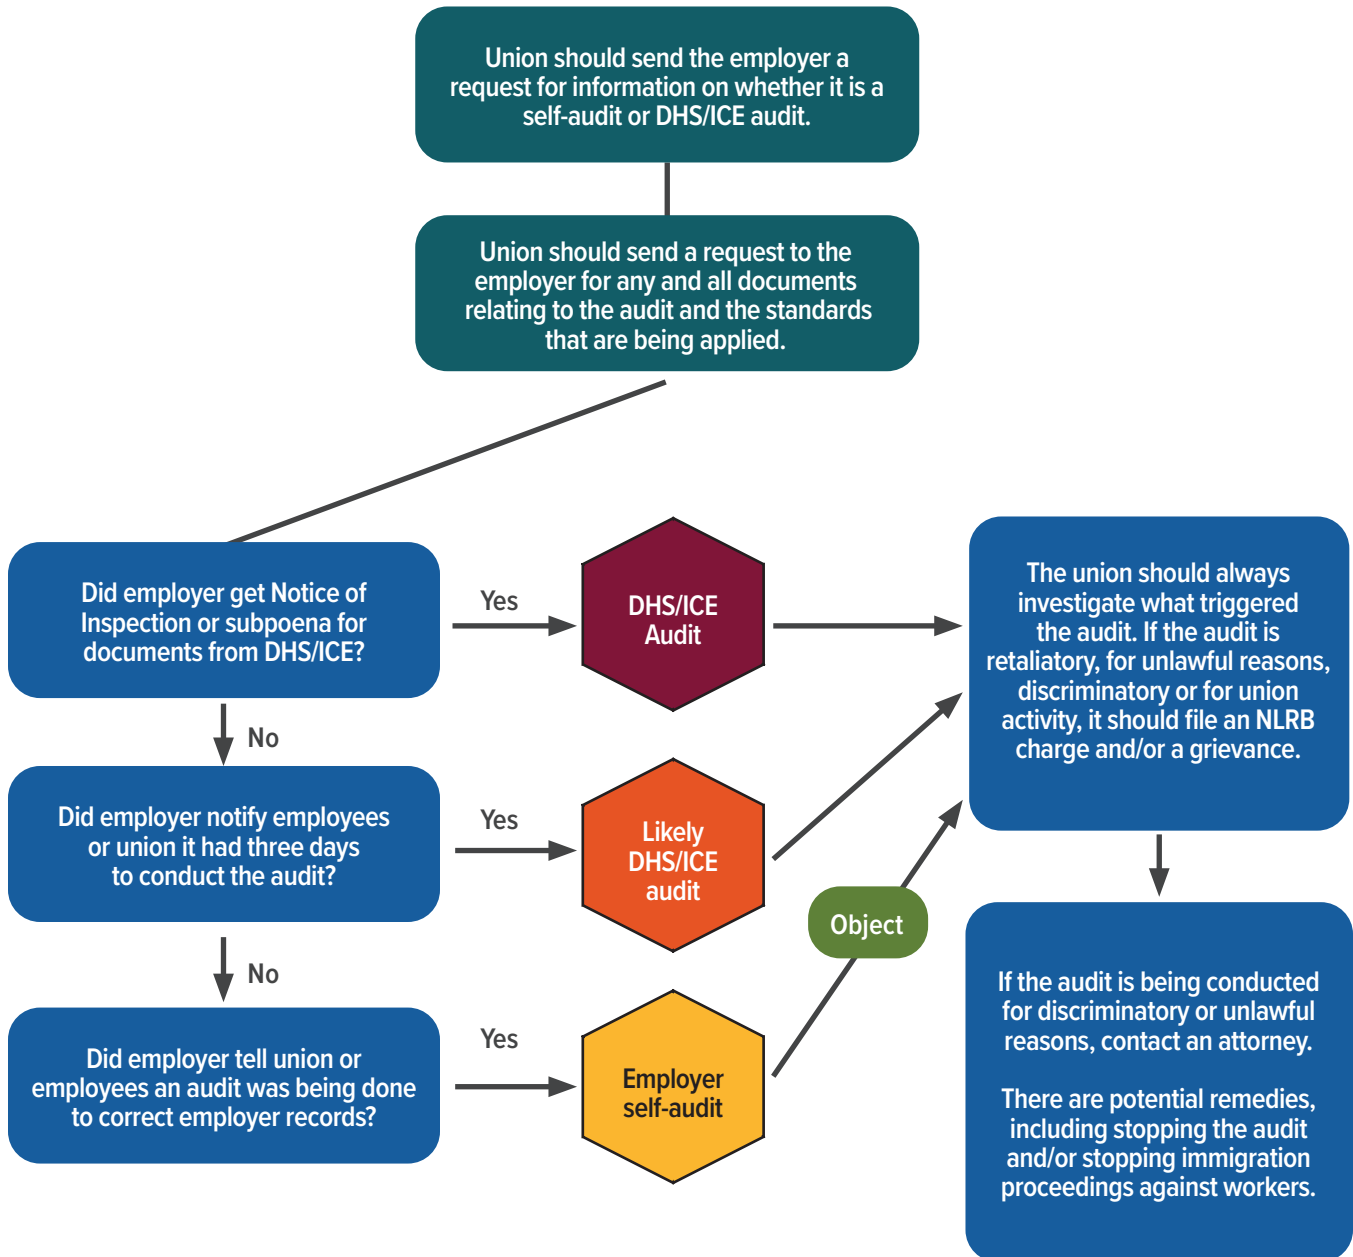 Union should send the employer a
request for information on whether it is a
self-audit or DHS/ICE audit.
Union should send a request to the
employer for any and all documents
relating to the audit and the standards
that are being applied.
Did employer get Notice of
Inspection or subpoena for
documents from DHS/ICE?
Yes
DHS/ICE
Audit
The union should always
investigate what triggered
the audit. If the audit is
retaliatory, for unlawful reasons,
discriminatory or for union
activity, it should file an NLRB
charge and/or a grievance.
No
Did employer notify employees
or union it had three days
to conduct the audit?
Yes
Likely
DHS/ICE
audit
Object
No
Did employer tell union or
employees an audit was being done
to correct employer records?
Yes
Employer
self-audit
If the audit is being conducted
for discriminatory or unlawful
reasons, contact an attorney.
There are potential remedies,
including stopping the audit
and/or stopping immigration
proceedings against workers.